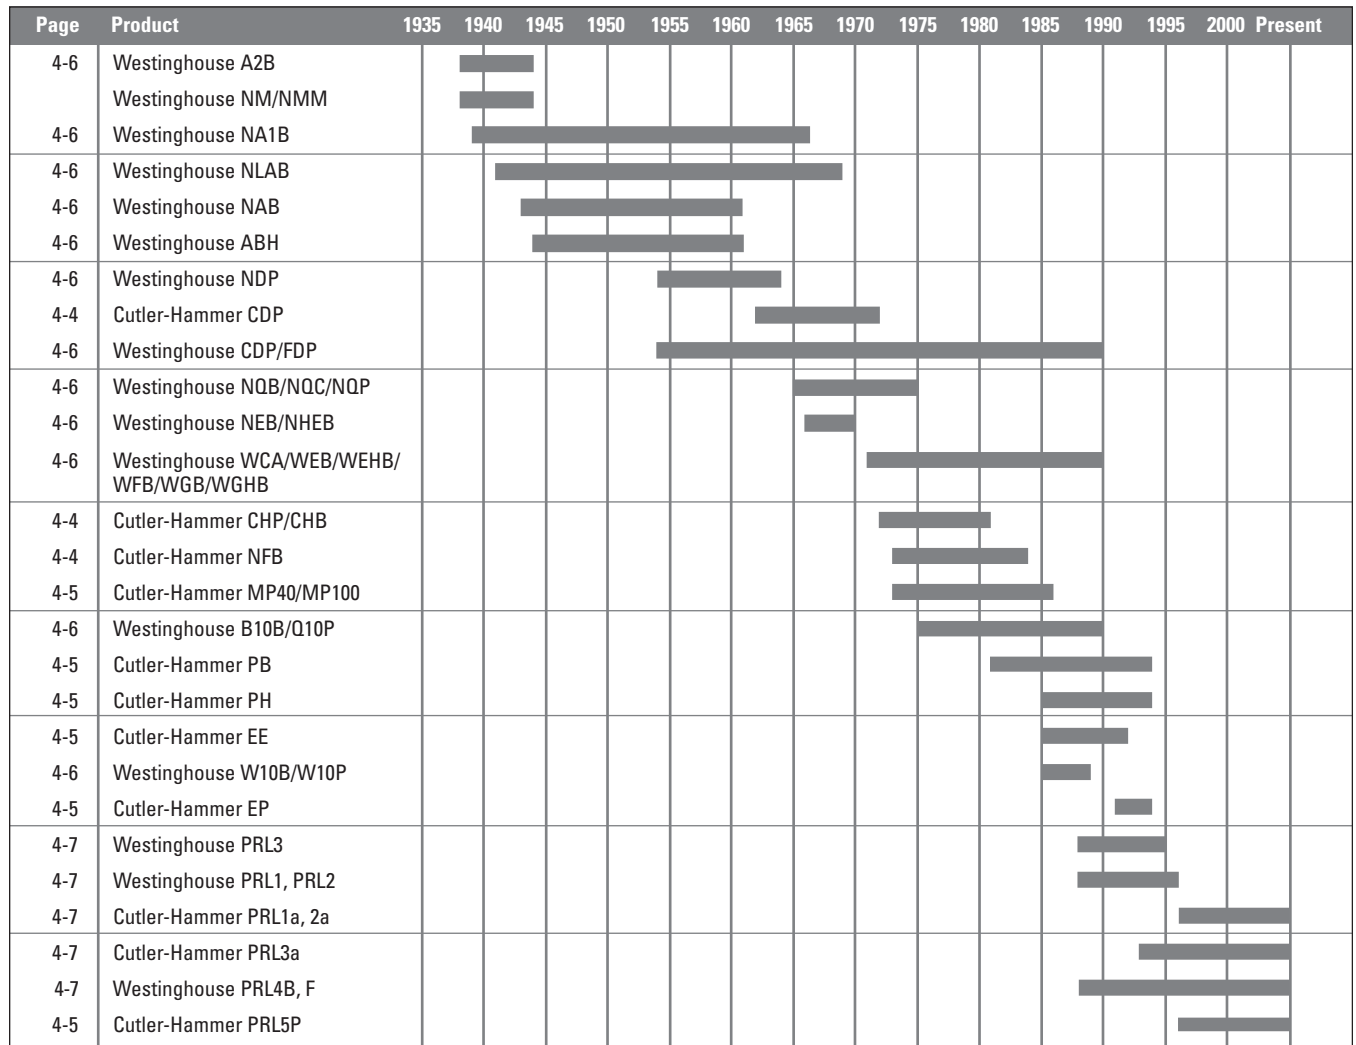 Page Product 1935 1940 1945 1950 1955 1960 1965 1970 1975 1980 1985 1990 1995 2000 Present
4-6 Westinghouse A2B
Westinghouse NM/NMM
4-6 Westinghouse NA1B
4-6 Westinghouse NLAB
4-6 Westinghouse NAB
4-6 Westinghouse ABH
4-6 Westinghouse NDP
4-4 Cutler-Hammer CDP
4-6 Westinghouse CDP/FDP
4-6 Westinghouse NQB/NQC/NQP
4-6 Westinghouse NEB/NHEB
4-6 Westinghouse WCA/WEB/WEHB/
WFB/WGB/WGHB
4-4 Cutler-Hammer CHP/CHB
4-4 Cutler-Hammer NFB
4-5 Cutler-Hammer MP40/MP100
4-6 Westinghouse B10B/Q10P
4-5 Cutler-Hammer PB
4-5 Cutler-Hammer PH
4-5 Cutler-Hammer EE
4-6 Westinghouse W10B/W10P
4-5 Cutler-Hammer EP
4-7 Westinghouse PRL3
4-7 Westinghouse PRL1, PRL2
4-7 Cutler-Hammer PRL1a, 2a
4-7 Cutler-Hammer PRL3a
4-7 Westinghouse PRL4B, F
4-5 Cutler-Hammer PRL5P